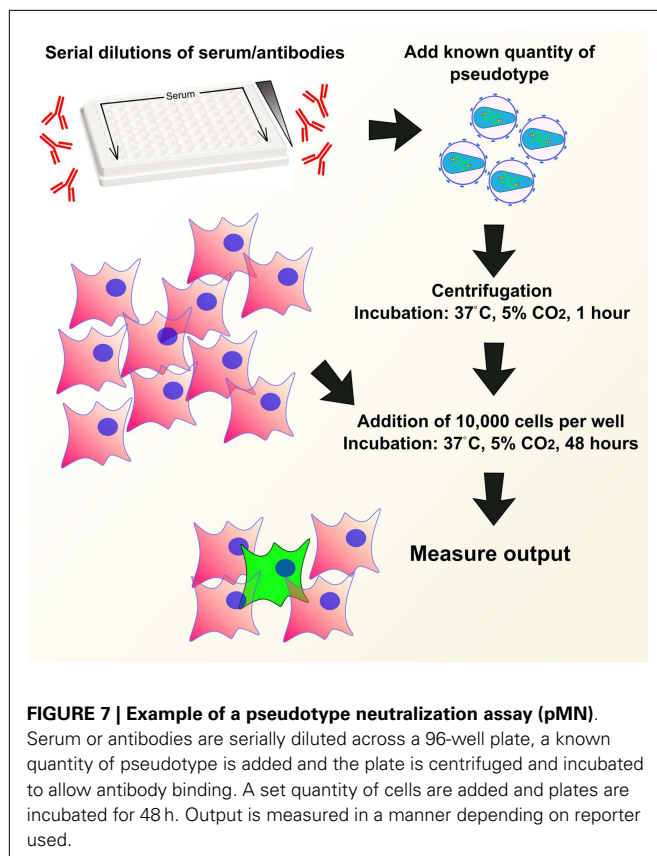 Serial dilutions of serum/antibodies
Serum
Add known quantity of
pseudotype
Centrifugation
Incubation: 37°C, 5% CO2, 1 hour
Addition of 10,000 cells per well
Incubation: 37°C, 5% CO2, 48 hours
Measure output
FIGURE 7 | Example of a pseudotype neutralization assay (pMN).
Serum or antibodies are serially diluted across a 96-well plate, a known
quantity of pseudotype is added and the plate is centrifuged and incubated
to allow antibody binding. A set quantity of cells are added and plates are
incubated for 48 h. Output is measured in a manner depending on reporter
used.